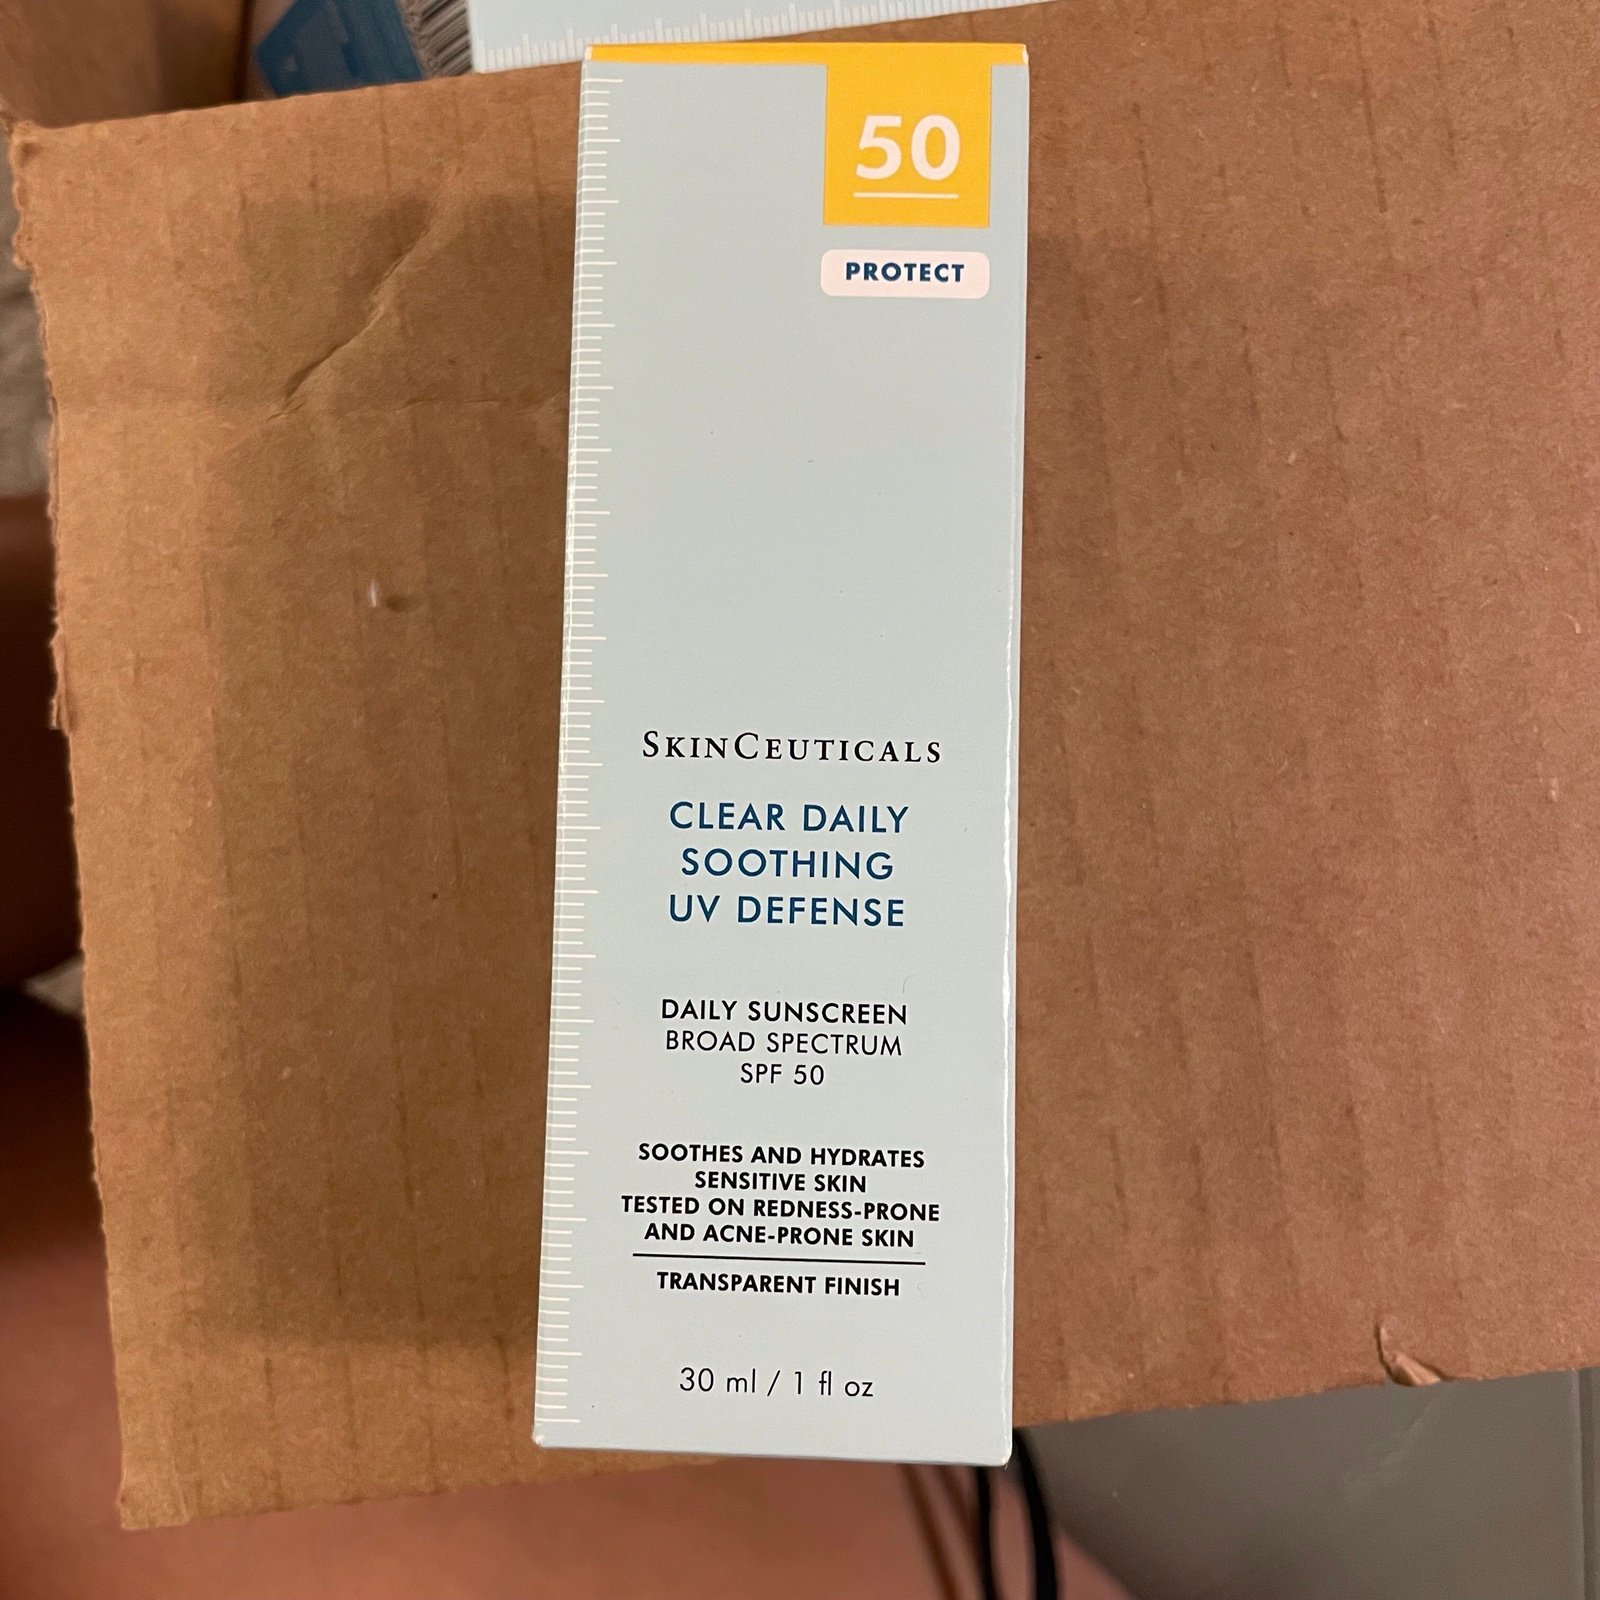 50
PROTECT
SKINCEUTICALS
CLEAR DAILY
SOOTHING
UV DEFENSE
DAILY SUNSCREEN
BROAD SPECTRUM
SPF 50
SOOTHES AND HYDRATES
SENSITIVE SKIN
TESTED ON REDNESS-PRONE
AND ACNE-PRONE SKIN
TRANSPARENT FINISH
30 ml / 1 fl oz